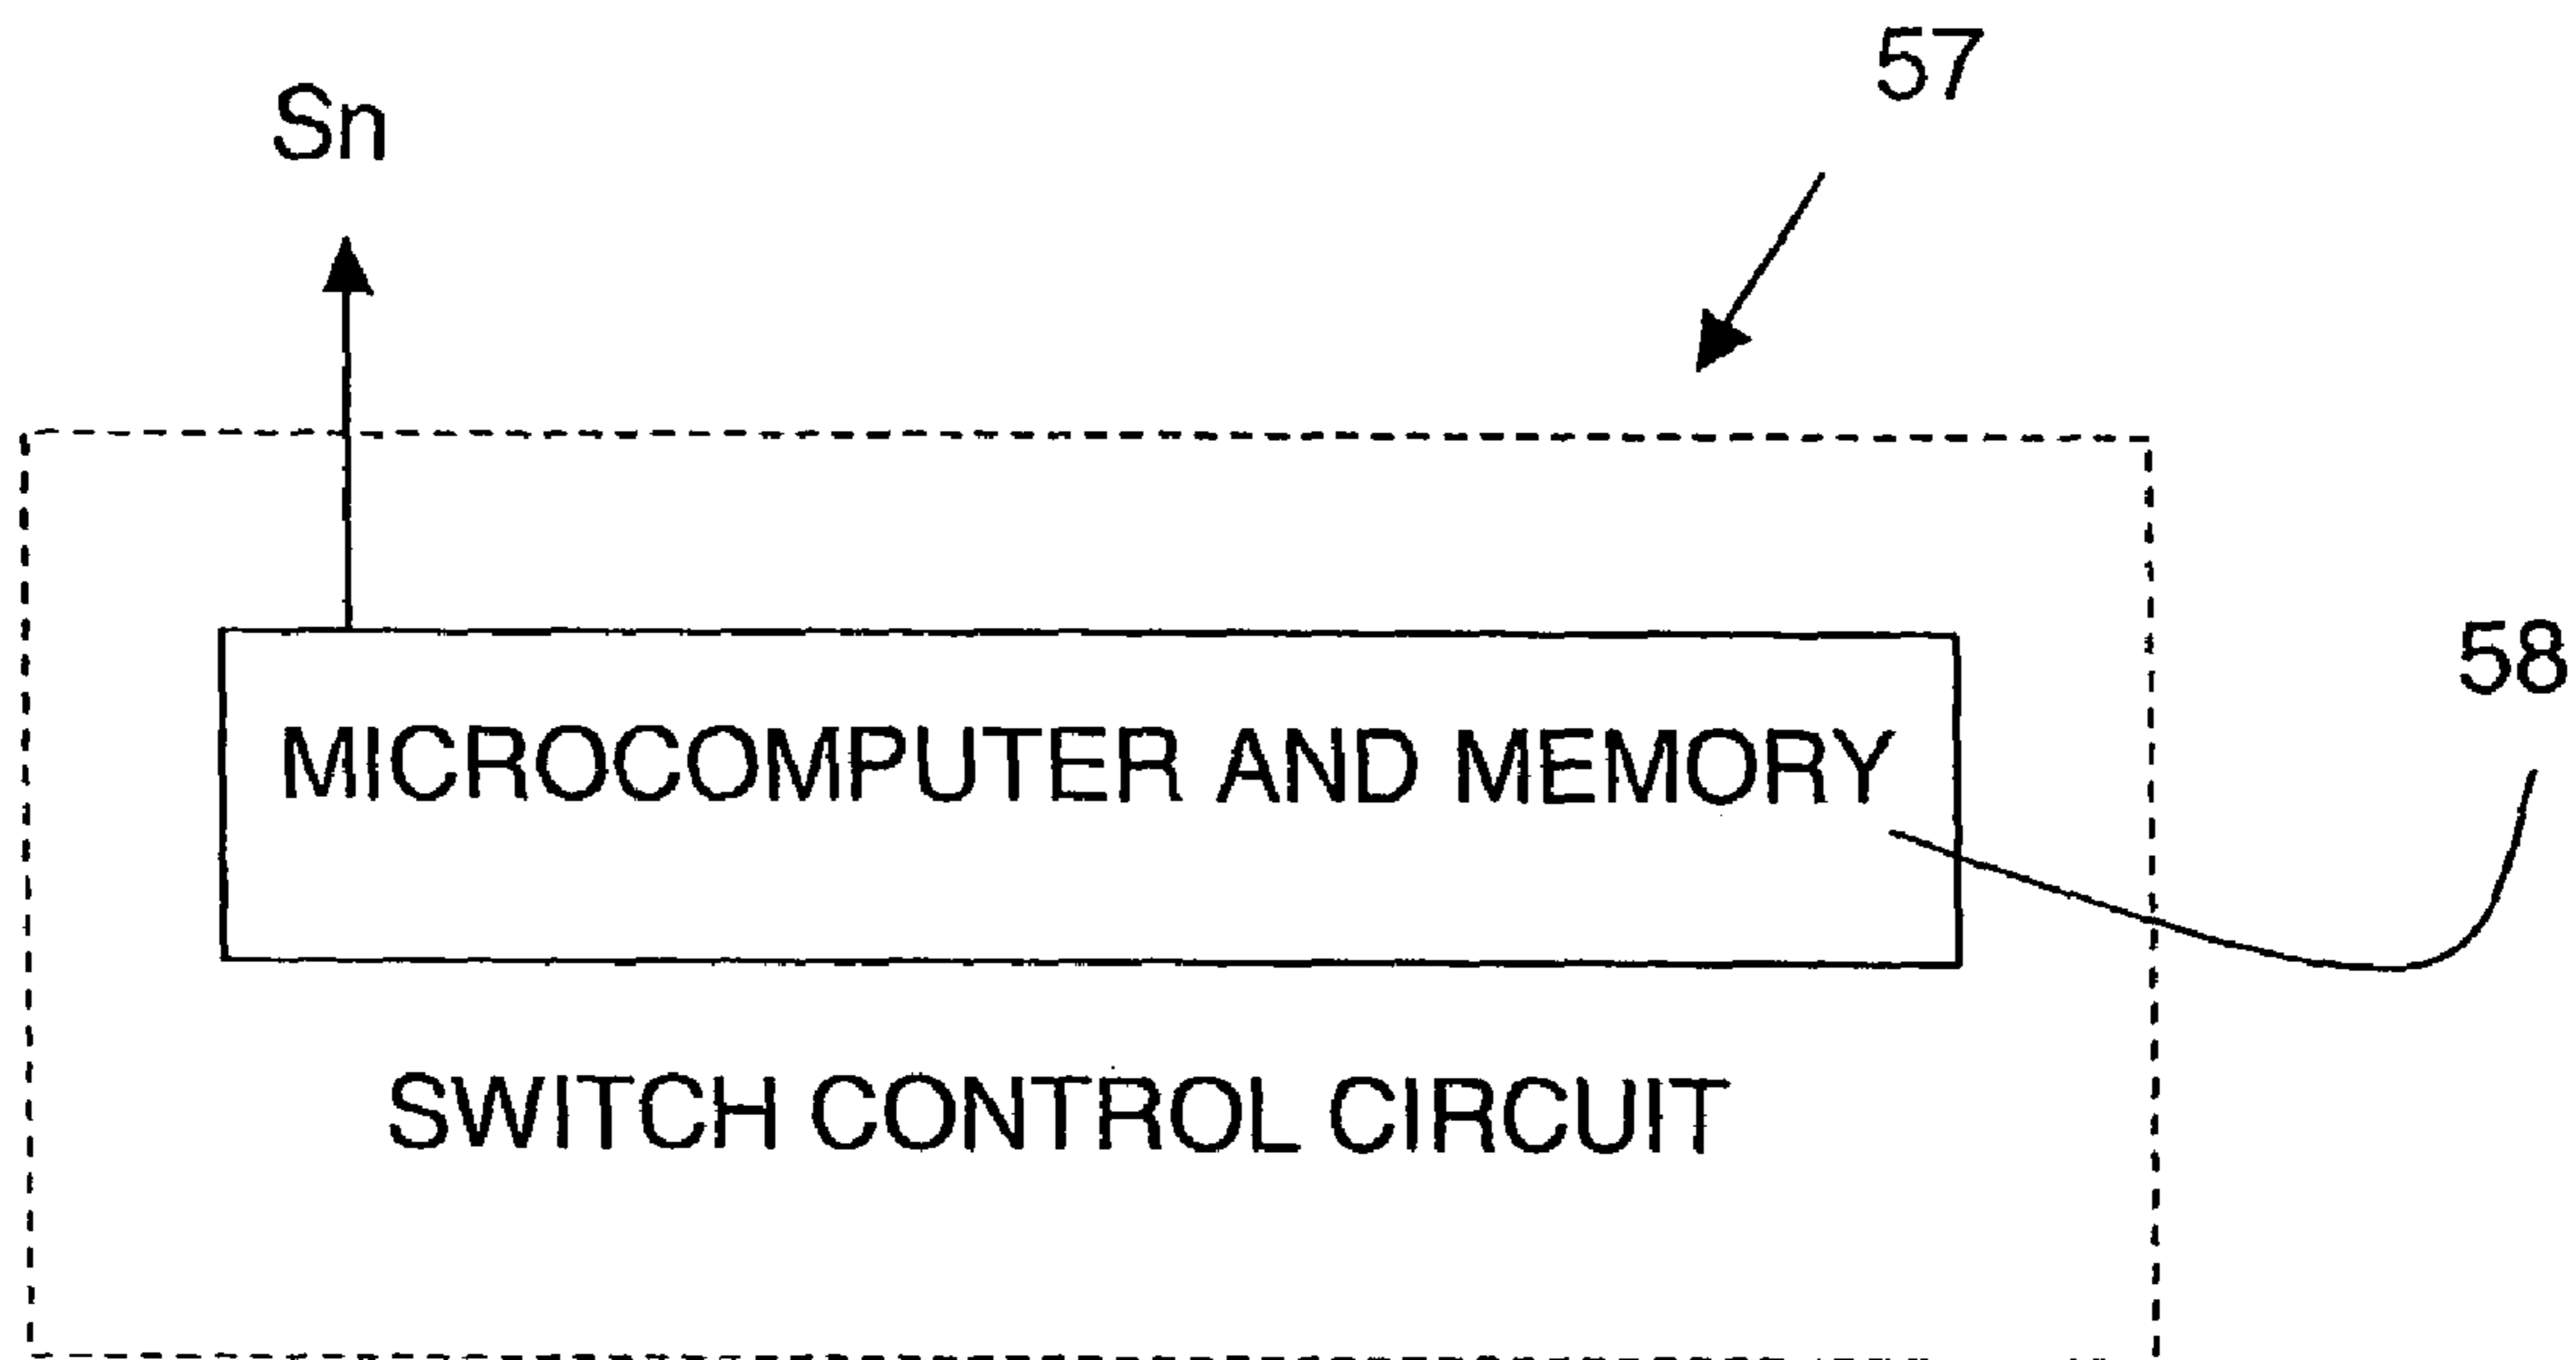 57
Sn
58
MICROCOMPUTER AND MEMORY
SWITCH CONTROL CIRCUIT